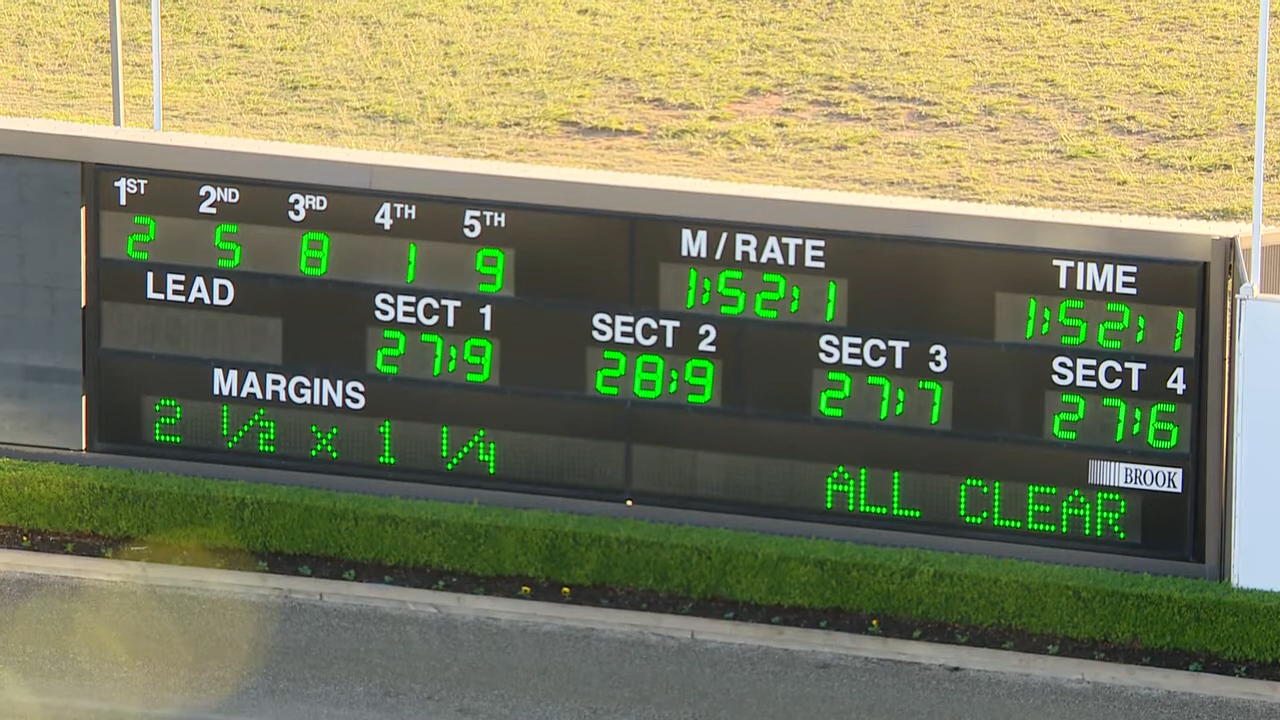 1ST 2ND 3RD 4TH 5TH M/RATE TIME
2 5 8 1 9 1:52:1 1:52:1
LEAD SECT 1 SECT 2 SECT 3 SECT 4
27:9 28:9 27:7 27:6
MARGINS
2 1/2 x 1 1/4 ALL CLEAR
BROOK